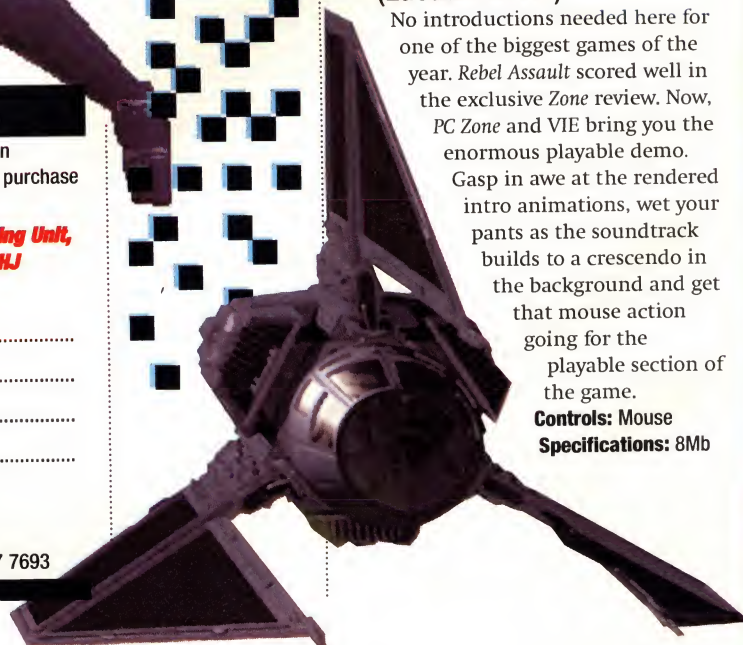 n
purchase
ing Unit,
HJ
7693
No introductions needed here for
one of the biggest games of the
year. Rebel Assault scored well in
the exclusive Zone review. Now,
PC Zone and VIE bring you the
enormous playable demo.
Gasp in awe at the rendered
intro animations, wet your
pants as the soundtrack
builds to a crescendo in
the background and get
that mouse action
going for the
playable section of
the game.
Controls: Mouse
Specifications: 8Mb